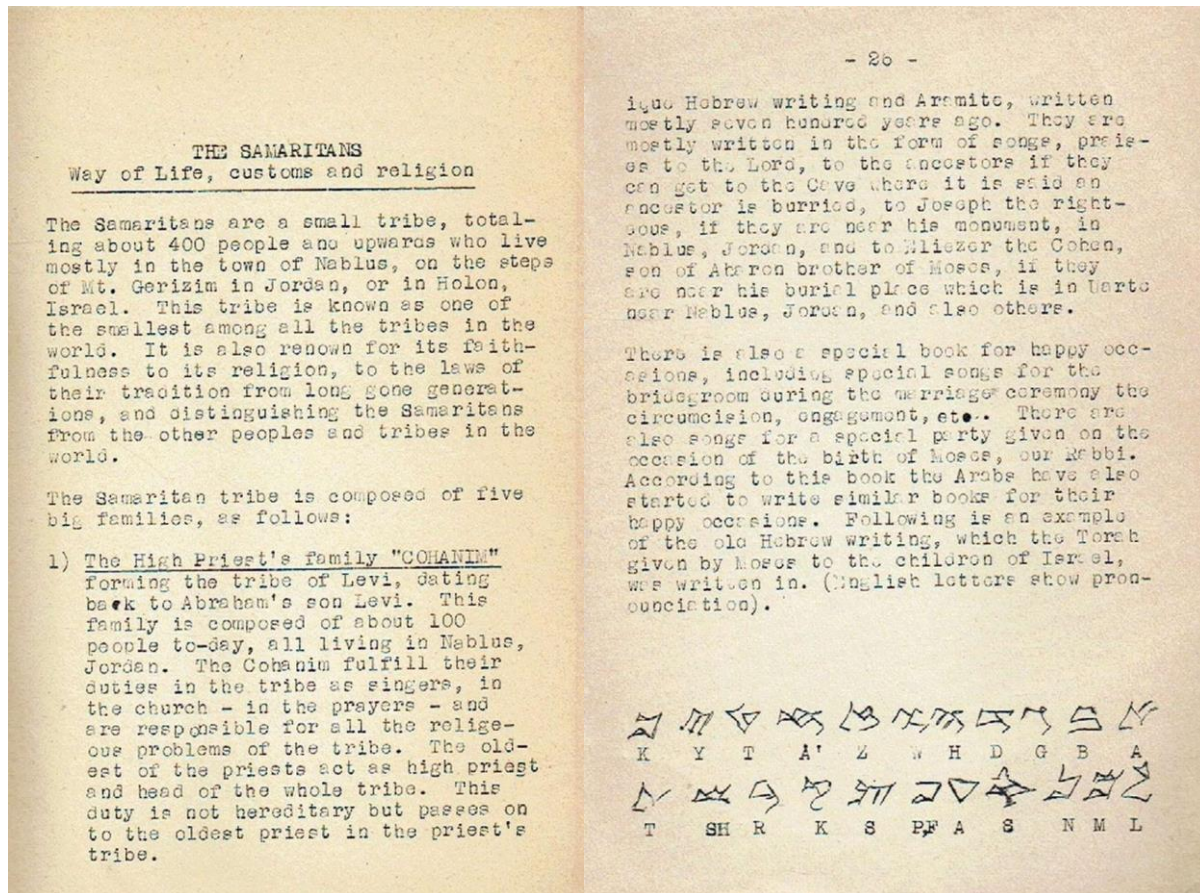 THE SAMARITANS
Way of Life, customs and religion
The Samaritans are a small tribe, total-
ing about 400 people and upwards who live
mostly in the town of Nablus, on the steps
of Mt. Gerizim in Jordan, or in Holon,
Israel. This tribe is known as one of
the smallest among all the tribes in the
world. It is also renown for its faith-
fulness to its religion, to the laws of
their tradition from long gone generat-
ions, and distinguishing the Samaritans
from the other peoples and tribes in the
world.
The Samaritan tribe is composed of five
big families, as follows:
1) The High Priest's family "COHANIM"
forming the tribe of Levi, dating
back to Abraham's son Levi. This
family is composed of about 100
people to-day, all living in Nablus,
Jordan. The Cohanim fulfill their
duties in the tribe as singers, in
the church - in the prayers - and
are responsible for all the relige-
ous problems of the tribe. The old-
est of the priests act as high priest
and head of the whole tribe. This
duty is not hereditary but passes on
to the oldest priest in the priest's
tribe.
- 26 -
ique Hebrew writing and Aramite, written
mostly seven hundred years ago. They are
mostly written in the form of songs, prais-
es to the Lord, to the ancestors if they
can get to the Cave where it is said an
ancestor is burried, to Joseph the right-
eous, if they are near his monument, in
Nablus, Jordan, and to Eliezer the Cohen,
son of Aharon brother of Moses, if they
are near his burial place which is in Uarta
near Nablus, Jordan, and also others.
There is also a special book for happy occ-
asions, including special songs for the
bridegroom during the marriage ceremony the
circumcision, engagement, etc.. There are
also songs for a special party given on the
occasion of the birth of Moses, our Rabbi.
According to this book the Arabs have also
started to write similar books for their
happy occasions. Following is an example
of the old Hebrew writing, which the Torah
given by Moses to the children of Israel,
was written in. (English letters show pron-
ounciation).
ࠊ ࠉ ࠈ ࠇ ࠆ ࠅ ࠄ ࠃ ࠂ ࠁ ࠀ
K Y T A' Z W H D G B A
ࠕ ࠔ ࠓ ࠒ ࠑ ࠐ ࠏ ࠎ ࠍ ࠌ ࠋ
T SH R K S P,F A S N M L